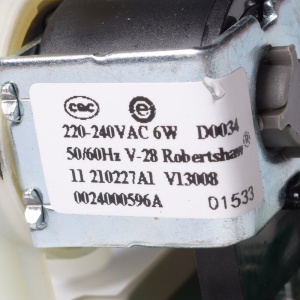 CQC e
220-240VAC 6W D0034
50/60Hz V-28 Robertshaw®
11 210227A1 V13008
0024000596A 01533